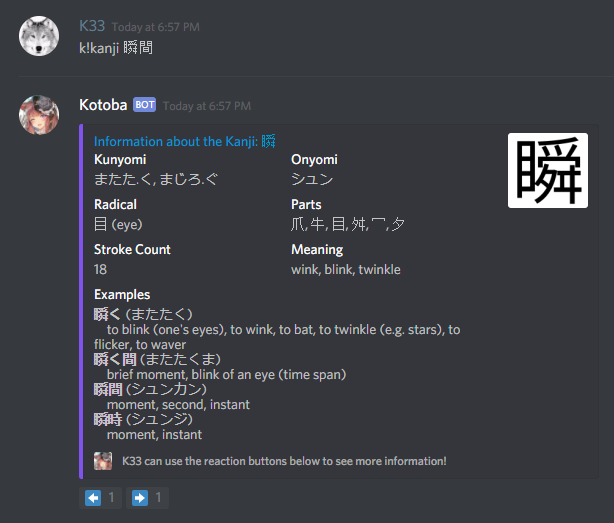 K33 Today at 6:57 PM
k!kanji 瞬間
Kotoba BOT Today at 6:57 PM
Information about the Kanji: 瞬
瞬
Kunyomi
またた.く, まじろ.ぐ
Onyomi
シュン
Radical
目 (eye)
Parts
爪, 牛, 目, 舛, 冖, 夕
Stroke Count
18
Meaning
wink, blink, twinkle
Examples
瞬く (またたく)
to blink (one's eyes), to wink, to bat, to twinkle (e.g. stars), to
flicker, to waver
瞬く間 (またたくま)
brief moment, blink of an eye (time span)
瞬間 (シュンカン)
moment, second, instant
瞬時 (シュンジ)
moment, instant
K33 can use the reaction buttons below to see more information!
1 1